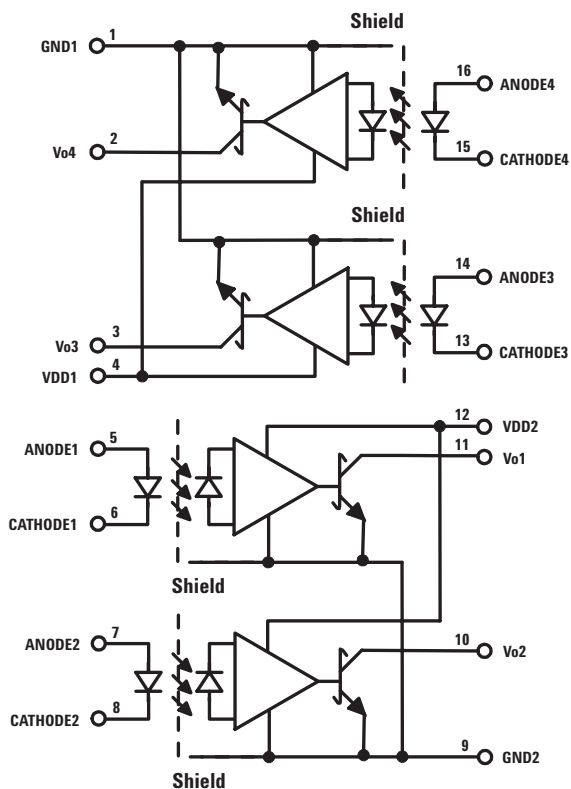 Shield
GND1 1
16 ANODE4
2
Vo4
15 CATHODE4
Shield
14 ANODE3
3
Vo3
13 CATHODE3
4
VDD1
12 VDD2
ANODE1 5
11 Vo1
CATHODE1 6
Shield
ANODE2 7
10 Vo2
CATHODE2 8
9 GND2
Shield